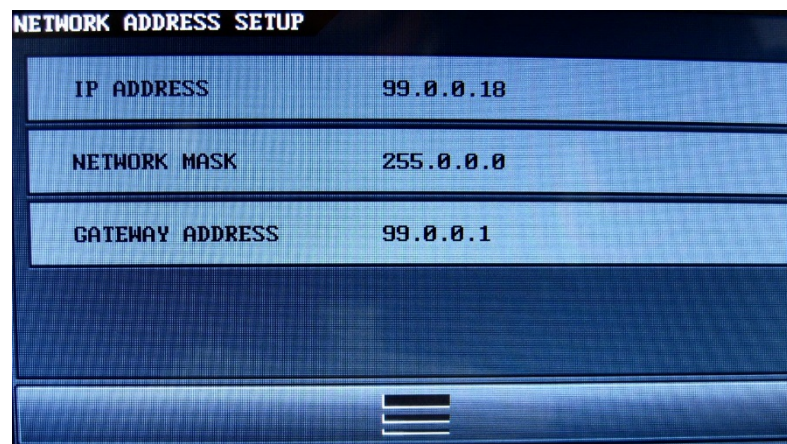 NETWORK ADDRESS SETUP
IP ADDRESS 99.0.0.18
NETWORK MASK 255.0.0.0
GATEWAY ADDRESS 99.0.0.1